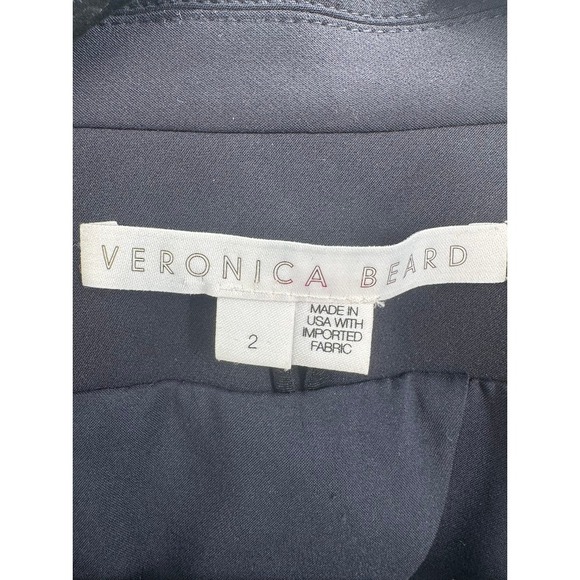 VERONICA BEARD
2
MADE IN
USA WITH
IMPORTED
FABRIC